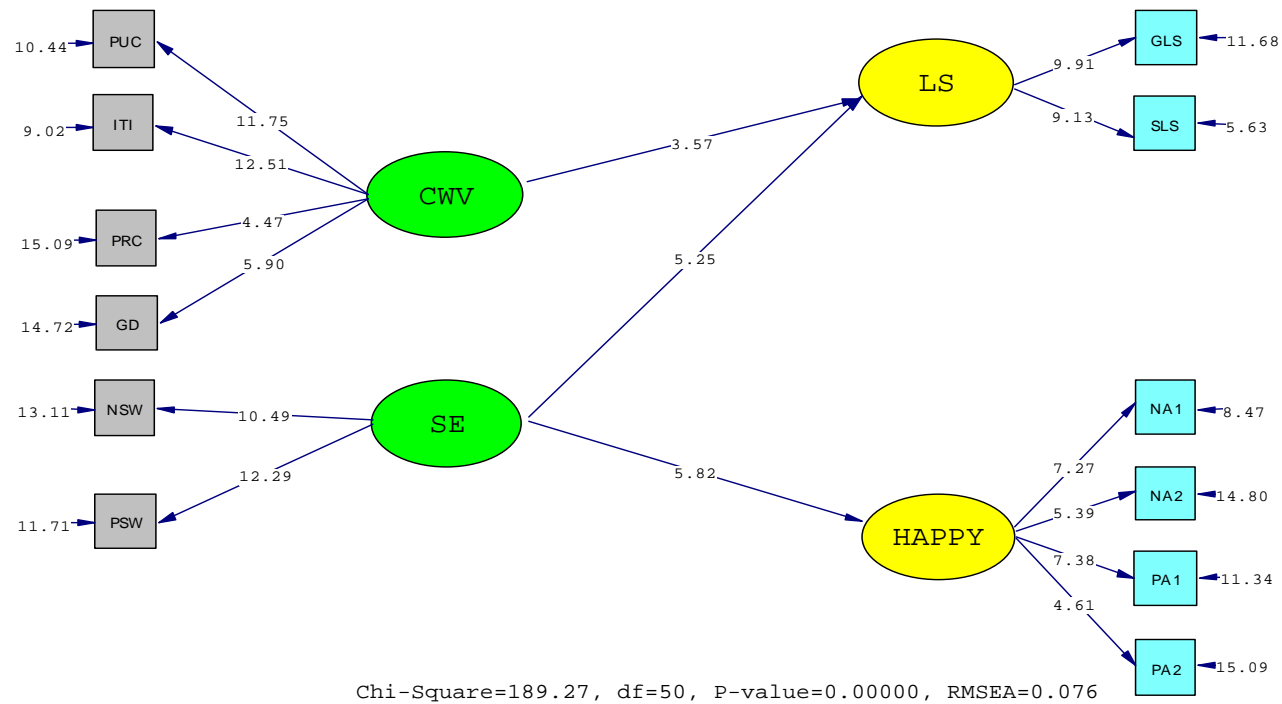 PUC
10.44
ITI
9.02
PRC
15.09
GD
14.72
NSW
13.11
PSW
11.71
11.75
12.51
4.47
5.90
10.49
12.29
CWV
SE
3.57
5.25
5.82
LS
HAPPY
9.91
9.13
7.27
5.39
7.38
4.61
GLS
11.68
SLS
5.63
NA1
8.47
NA2
14.80
PA1
11.34
PA2
15.09
Chi-Square=189.27, df=50, P-value=0.00000, RMSEA=0.076